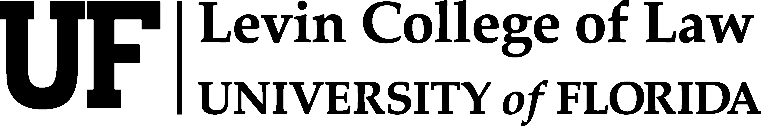 UF
Levin College of Law
UNIVERSITY of FLORIDA